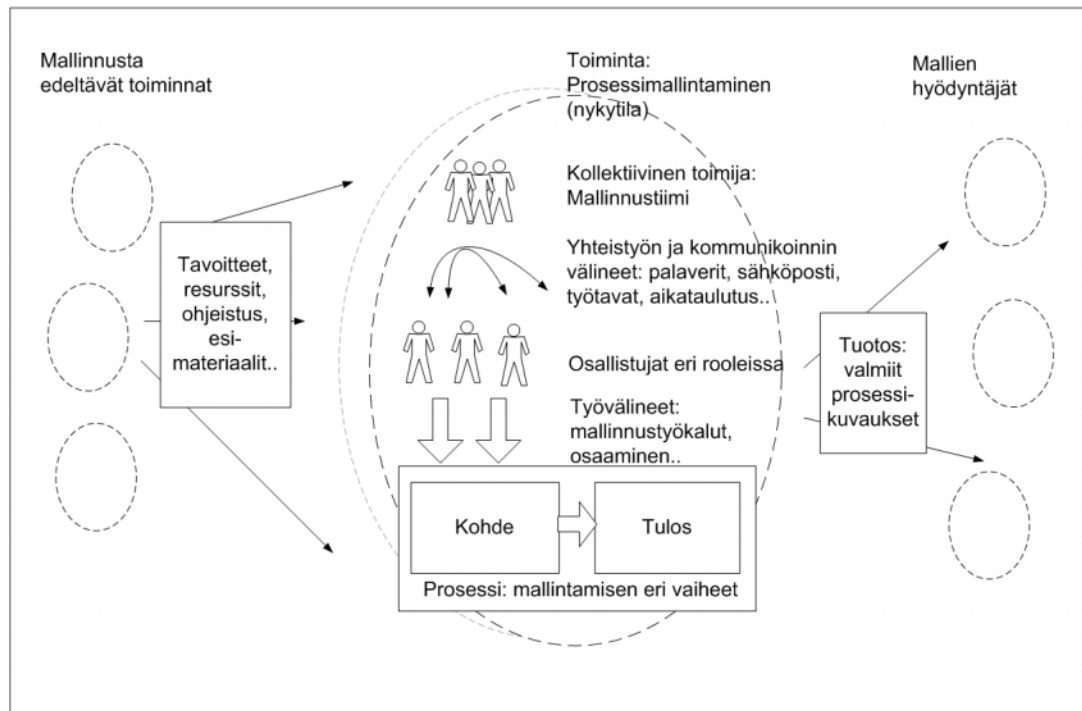 Mallinnusta
edeltävät toiminnat
Tavoitteet,
resurssit,
ohjeistus,
esi-
materiaalit..
Toiminta:
Prosessimallintaminen
(nykytila)
Kollektiivinen toimija:
Mallinnustiimi
Yhteistyön ja kommunikoinnin
välineet: palaverit, sähköposti,
työtavat, aikataulutus..
Osallistujat eri rooleissa
Työvälineet:
mallinnustyökalut,
osaaminen..
Kohde
Tulos
Prosessi: mallintamisen eri vaiheet
Mallien
hyödyntäjät
Tuotos:
valmiit
prosessi-
kuvaukset